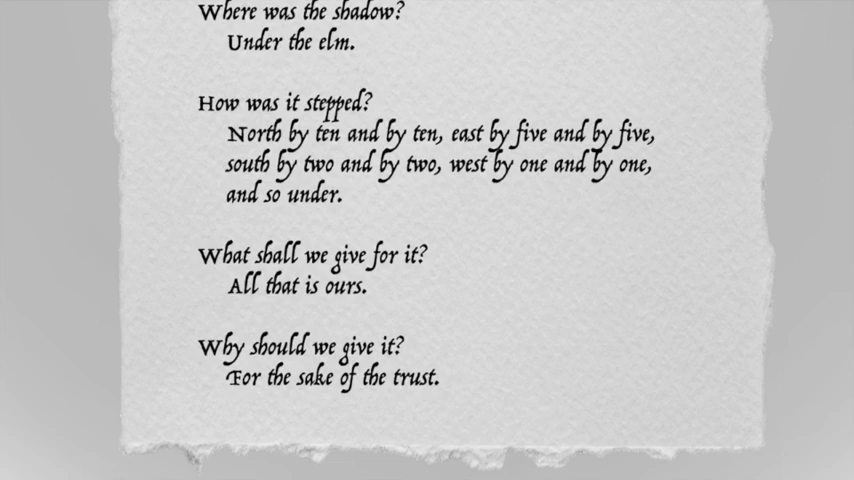 Where was the shadow?
Under the elm.
How was it stepped?
North by ten and by ten, east by five and by five,
south by two and by two, west by one and by one,
and so under.
What shall we give for it?
All that is ours.
Why should we give it?
For the sake of the trust.